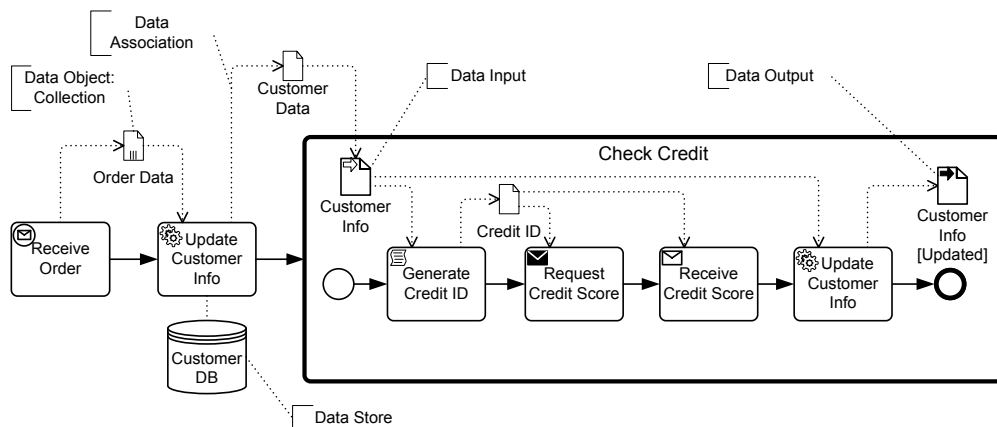 Data
Association
Data Object:
Collection
Customer
Data
Data Input
Data Output
Order Data
Check Credit
Customer
Info
Credit ID
Customer
Info
[Updated]
Receive
Order
Update
Customer
Info
Generate
Credit ID
Request
Credit Score
Receive
Credit Score
Update
Customer
Info
Customer
DB
Data Store